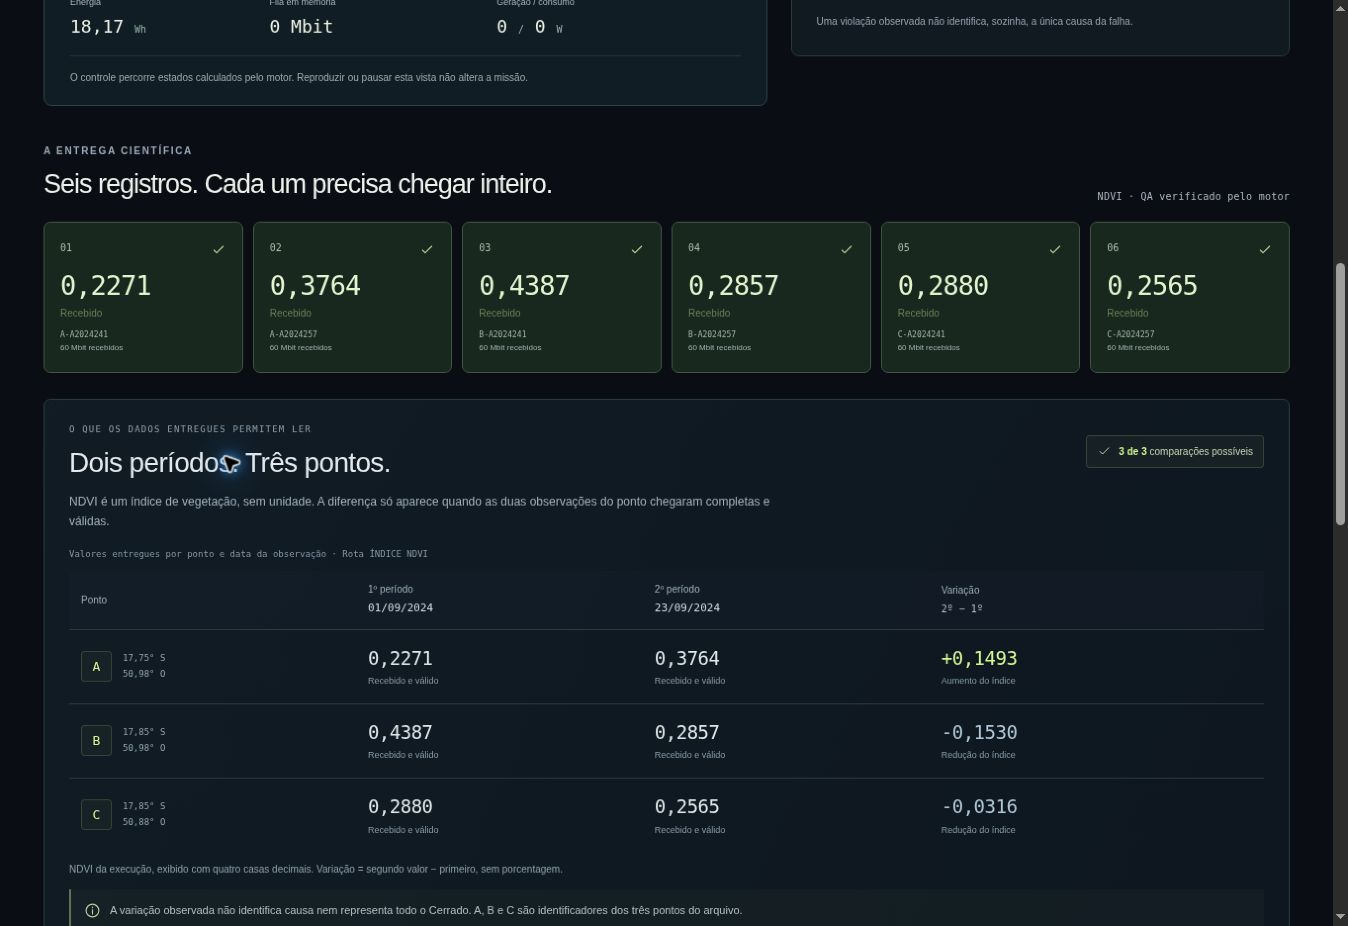 Energia
Fila em memória
Geração / consumo
18,17 Wh
0 Mbit
0 / 0 W
O controle percorre estados calculados pelo motor. Reproduzir ou pausar esta vista não altera a missão.
Uma violação observada não identifica, sozinha, a única causa da falha.
A ENTREGA CIENTÍFICA
Seis registros. Cada um precisa chegar inteiro.
NDVI · QA verificado pelo motor
01
0,2271
Recebido
A-A2024241
60 Mbit recebidos
02
0,3764
Recebido
A-A2024257
60 Mbit recebidos
03
0,4387
Recebido
B-A2024241
60 Mbit recebidos
04
0,2857
Recebido
B-A2024257
60 Mbit recebidos
05
0,2880
Recebido
C-A2024241
60 Mbit recebidos
06
0,2565
Recebido
C-A2024257
60 Mbit recebidos
O QUE OS DADOS ENTREGUES PERMITEM LER
Dois períodos. Três pontos.
3 de 3 comparações possíveis
NDVI é um índice de vegetação, sem unidade. A diferença só aparece quando as duas observações do ponto chegaram completas e
válidas.
Valores entregues por ponto e data da observação · Rota ÍNDICE NDVI
Ponto
1º período
01/09/2024
2º período
23/09/2024
Variação
2º − 1º
A
17,75° S
50,98° O
0,2271
Recebido e válido
0,3764
Recebido e válido
+0,1493
Aumento do índice
B
17,85° S
50,98° O
0,4387
Recebido e válido
0,2857
Recebido e válido
-0,1530
Redução do índice
C
17,85° S
50,88° O
0,2880
Recebido e válido
0,2565
Recebido e válido
-0,0316
Redução do índice
NDVI da execução, exibido com quatro casas decimais. Variação = segundo valor − primeiro, sem porcentagem.
A variação observada não identifica causa nem representa todo o Cerrado. A, B e C são identificadores dos três pontos do arquivo.